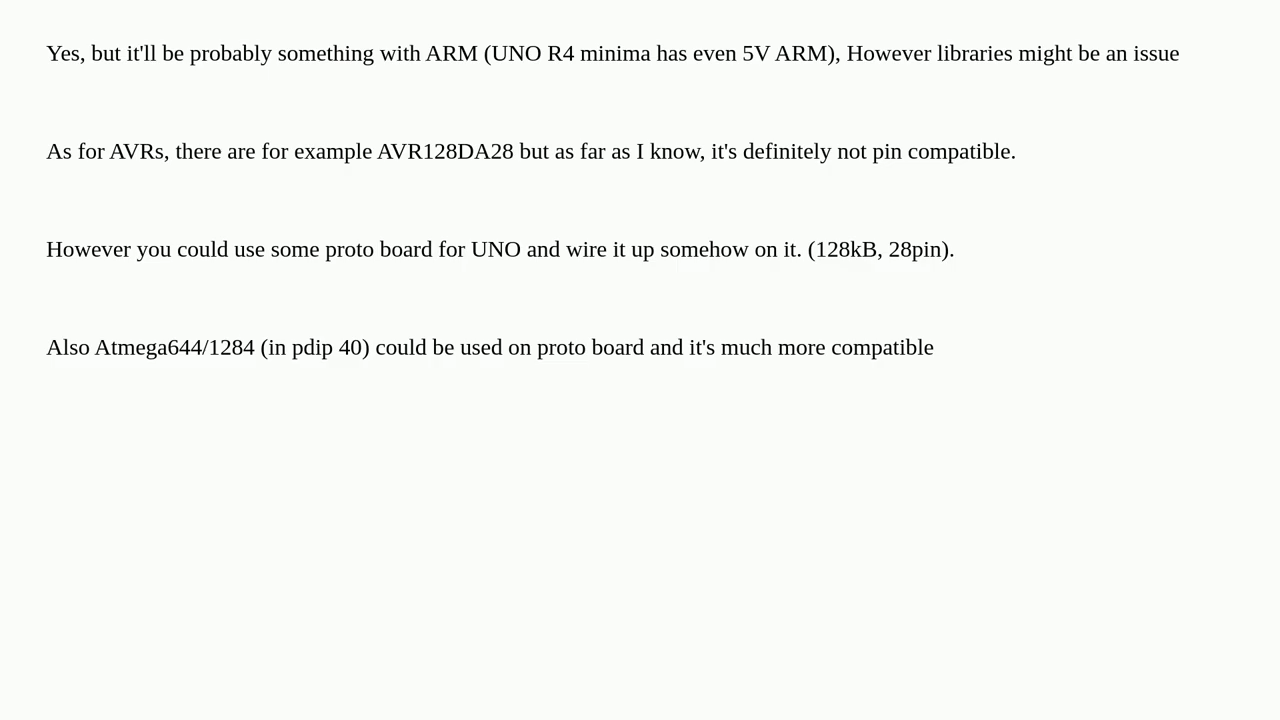 Yes, but it'll be probably something with ARM (UNO R4 minima has even 5V ARM), However libraries might be an issue
As for AVRs, there are for example AVR128DA28 but as far as I know, it's definitely not pin compatible.
However you could use some proto board for UNO and wire it up somehow on it. (128kB, 28pin).
Also Atmega644/1284 (in pdip 40) could be used on proto board and it's much more compatible